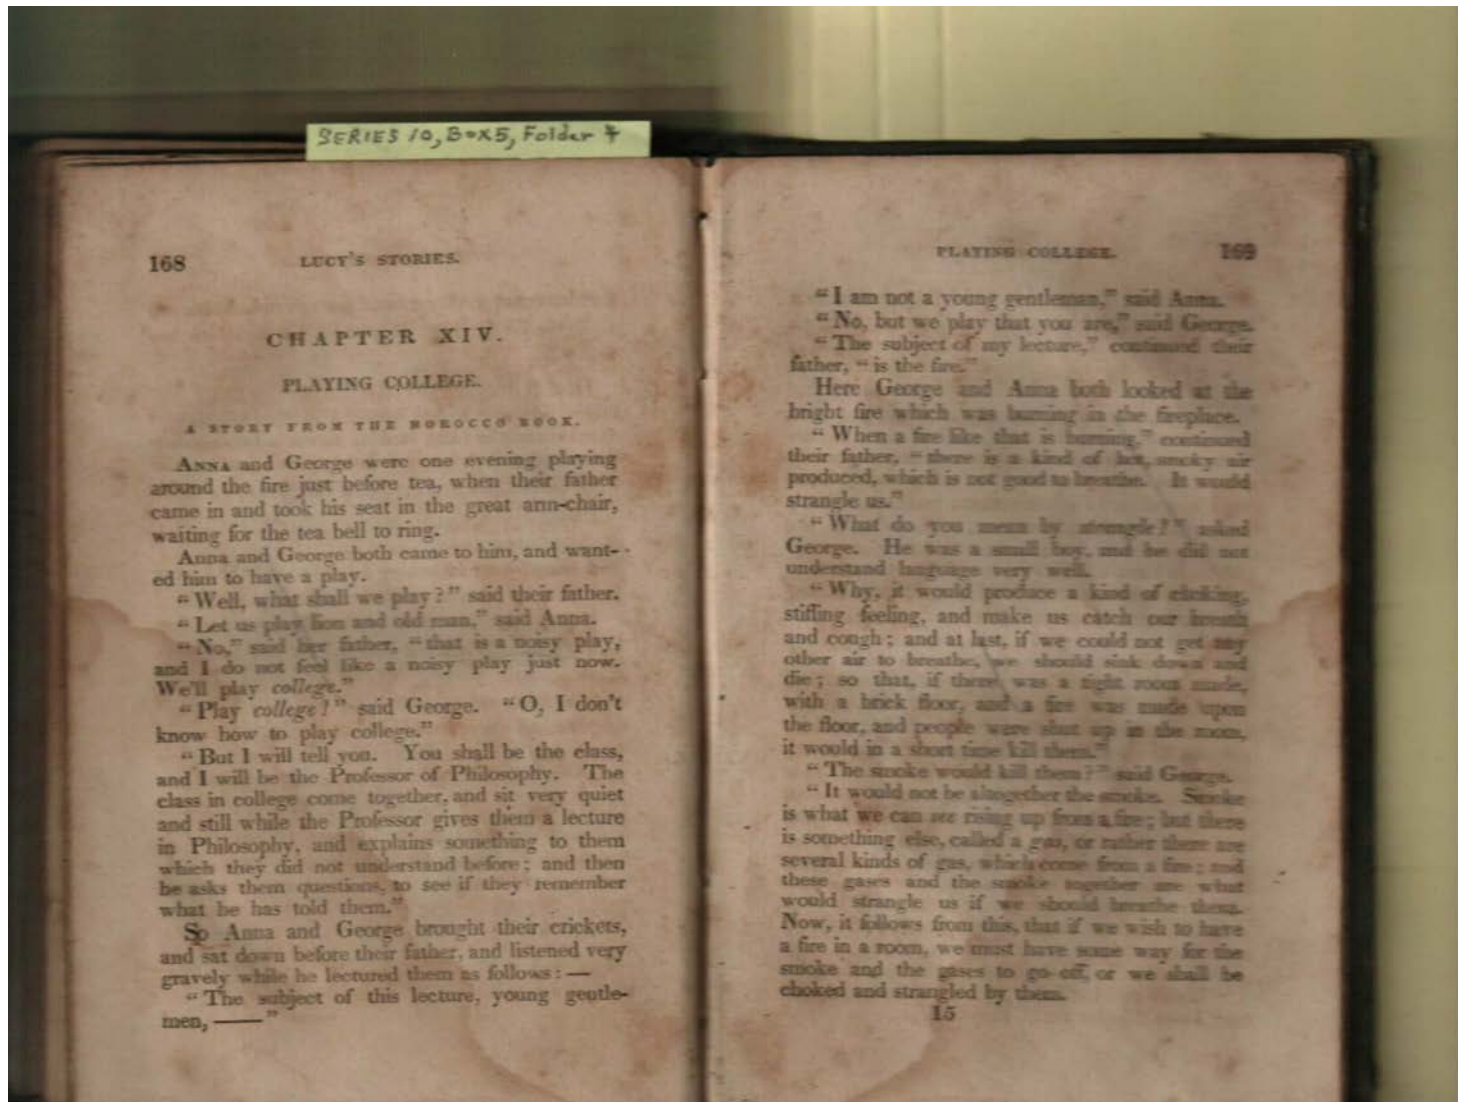 SERIES 10, BOX5, Folder 4
168
LUCY'S STORIES.
CHAPTER XIV.
PLAYING COLLEGE.
A STORY FROM THE MOROCCO BOOK.
ANNA and George were one evening playing
around the fire just before tea, when their father
came in and took his seat in the great arm-chair,
waiting for the tea bell to ring.
Anna and George both came to him, and want-
ed him to have a play.
"Well, what shall we play?" said their father.
"Let us play lion and old man," said Anna.
"No," said her father, "that is a noisy play,
and I do not feel like a noisy play just now.
We'll play college."
"Play college!" said George. "O, I don't
know how to play college."
"But I will tell you. You shall be the class,
and I will be the Professor of Philosophy. The
class in college come together, and sit very quiet
and still while the Professor gives them a lecture
in Philosophy, and explains something to them
which they did not understand before; and then
he asks them questions, to see if they remember
what he has told them."
So Anna and George brought their crickets,
and sat down before their father, and listened very
gravely while he lectured them as follows:—
"The subject of this lecture, young gentle-
men, ——"
PLAYING COLLEGE.
169
"I am not a young gentleman," said Anna.
"No, but we play that you are," said George.
"The subject of my lecture," continued their
father, "is the fire."
Here George and Anna both looked at the
bright fire which was burning in the fireplace.
"When a fire like that is burning," continued
their father, "there is a kind of hot, smoky air
produced, which is not good to breathe. It would
strangle us."
"What do you mean by strangle?" asked
George. He was a small boy, and he did not
understand language very well.
"Why, it would produce a kind of choking,
stifling feeling, and make us catch our breath
and cough; and at last, if we could not get any
other air to breathe, we should sink down and
die; so that, if there was a tight room made,
with a brick floor, and a fire was made upon
the floor, and people were shut up in the room,
it would in a short time kill them."
"The smoke would kill them?" said George.
"It would not be altogether the smoke. Smoke
is what we can see rising up from a fire; but there
is something else, called a gas, or rather there are
several kinds of gas, which come from a fire; and
these gases and the smoke together are what
would strangle us if we should breathe them.
Now, it follows from this, that if we wish to have
a fire in a room, we must have some way for the
smoke and the gases to go off, or we shall be
choked and strangled by them.
15